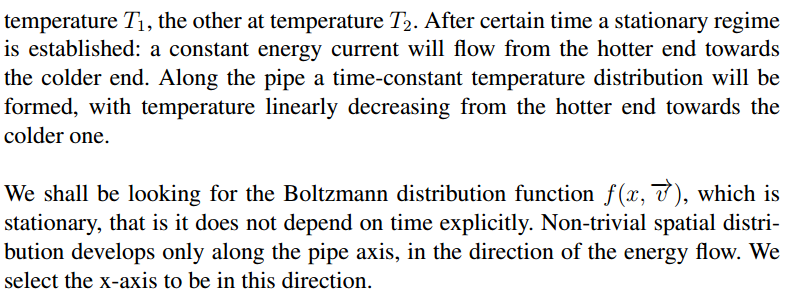 temperature T₁, the other at temperature T₂. After certain time a stationary regime
is established: a constant energy current will flow from the hotter end towards
the colder end. Along the pipe a time-constant temperature distribution will be
formed, with temperature linearly decreasing from the hotter end towards the
colder one.
We shall be looking for the Boltzmann distribution function f(x, v⃗), which is
stationary, that is it does not depend on time explicitly. Non-trivial spatial distri-
bution develops only along the pipe axis, in the direction of the energy flow. We
select the x-axis to be in this direction.